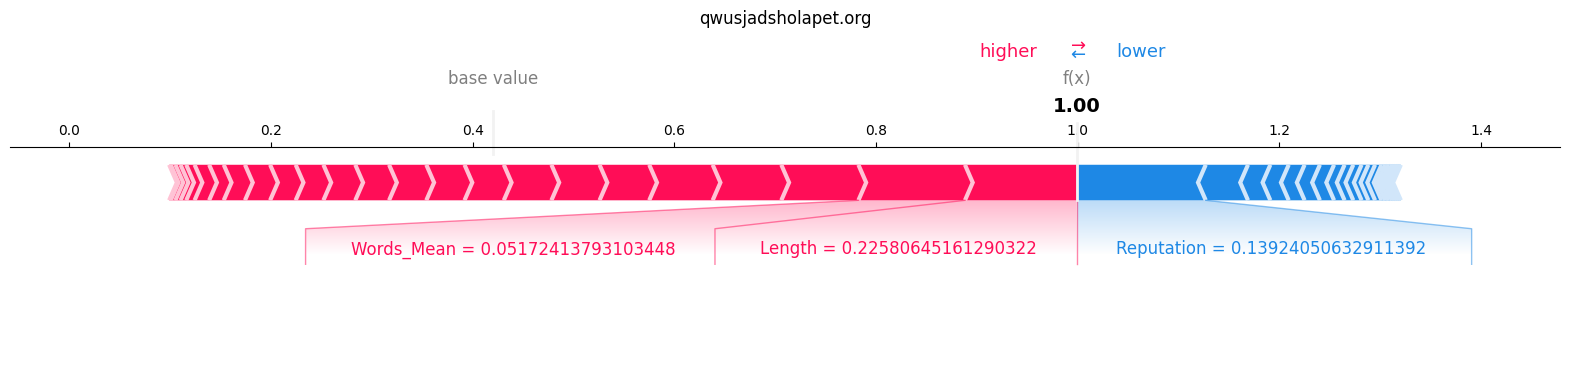 qwusjadsholapet.org
higher ⇄ lower
base value f(x)
1.00
0.0 0.2 0.4 0.6 0.8 1.0 1.2 1.4
Words_Mean = 0.05172413793103448 Length = 0.22580645161290322 Reputation = 0.13924050632911392